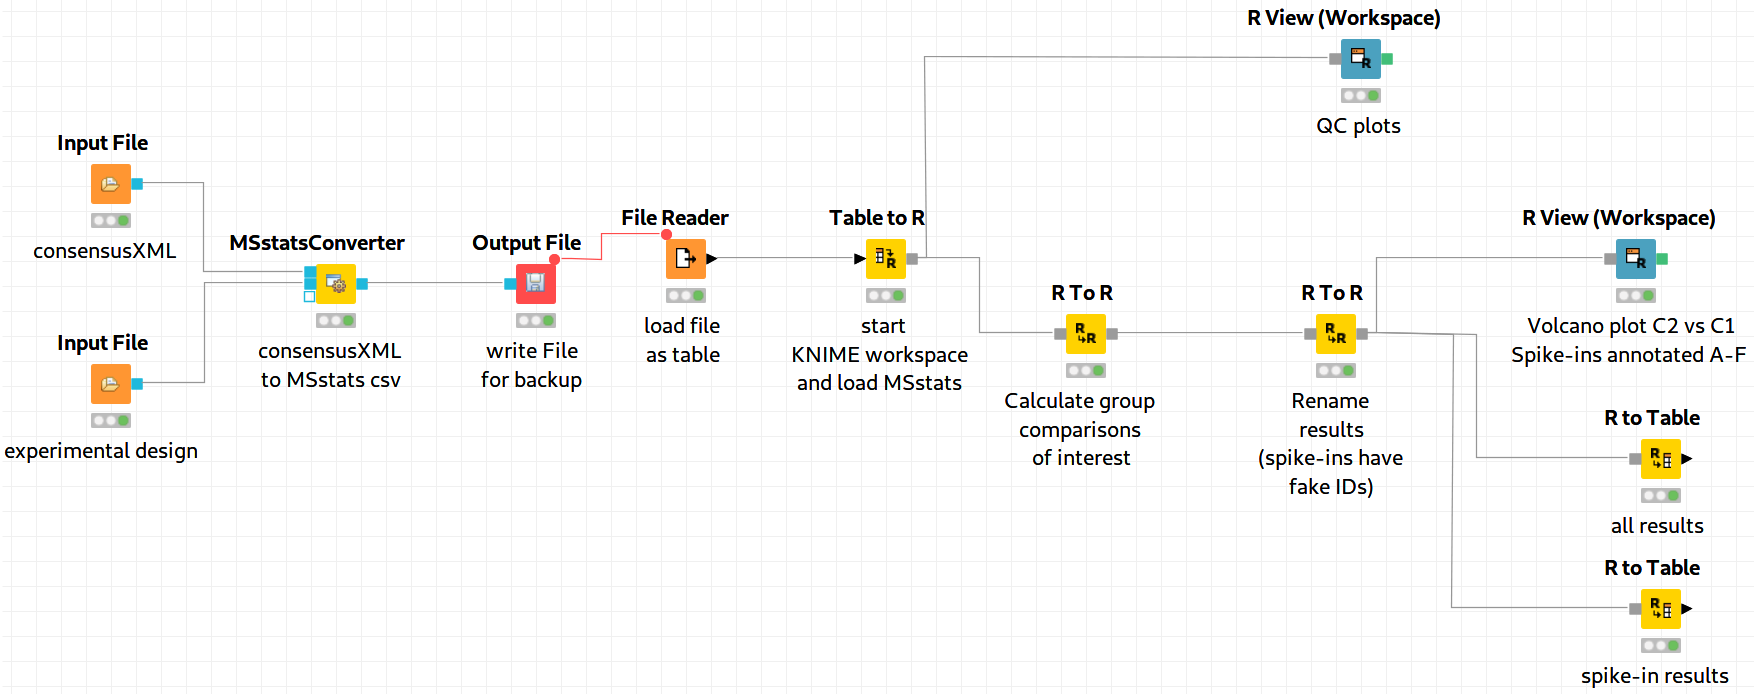 R View (Workspace)
QC plots
Input File
consensusXML
MSstatsConverter
consensusXML
to MSstats csv
Input File
experimental design
Output File
write File
for backup
File Reader
load file
as table
Table to R
start
KNIME workspace
and load MSstats
R To R
Calculate group
comparisons
of interest
R To R
Rename
results
(spike-ins have
fake IDs)
R View (Workspace)
Volcano plot C2 vs C1
Spike-ins annotated A-F
R to Table
all results
R to Table
spike-in results